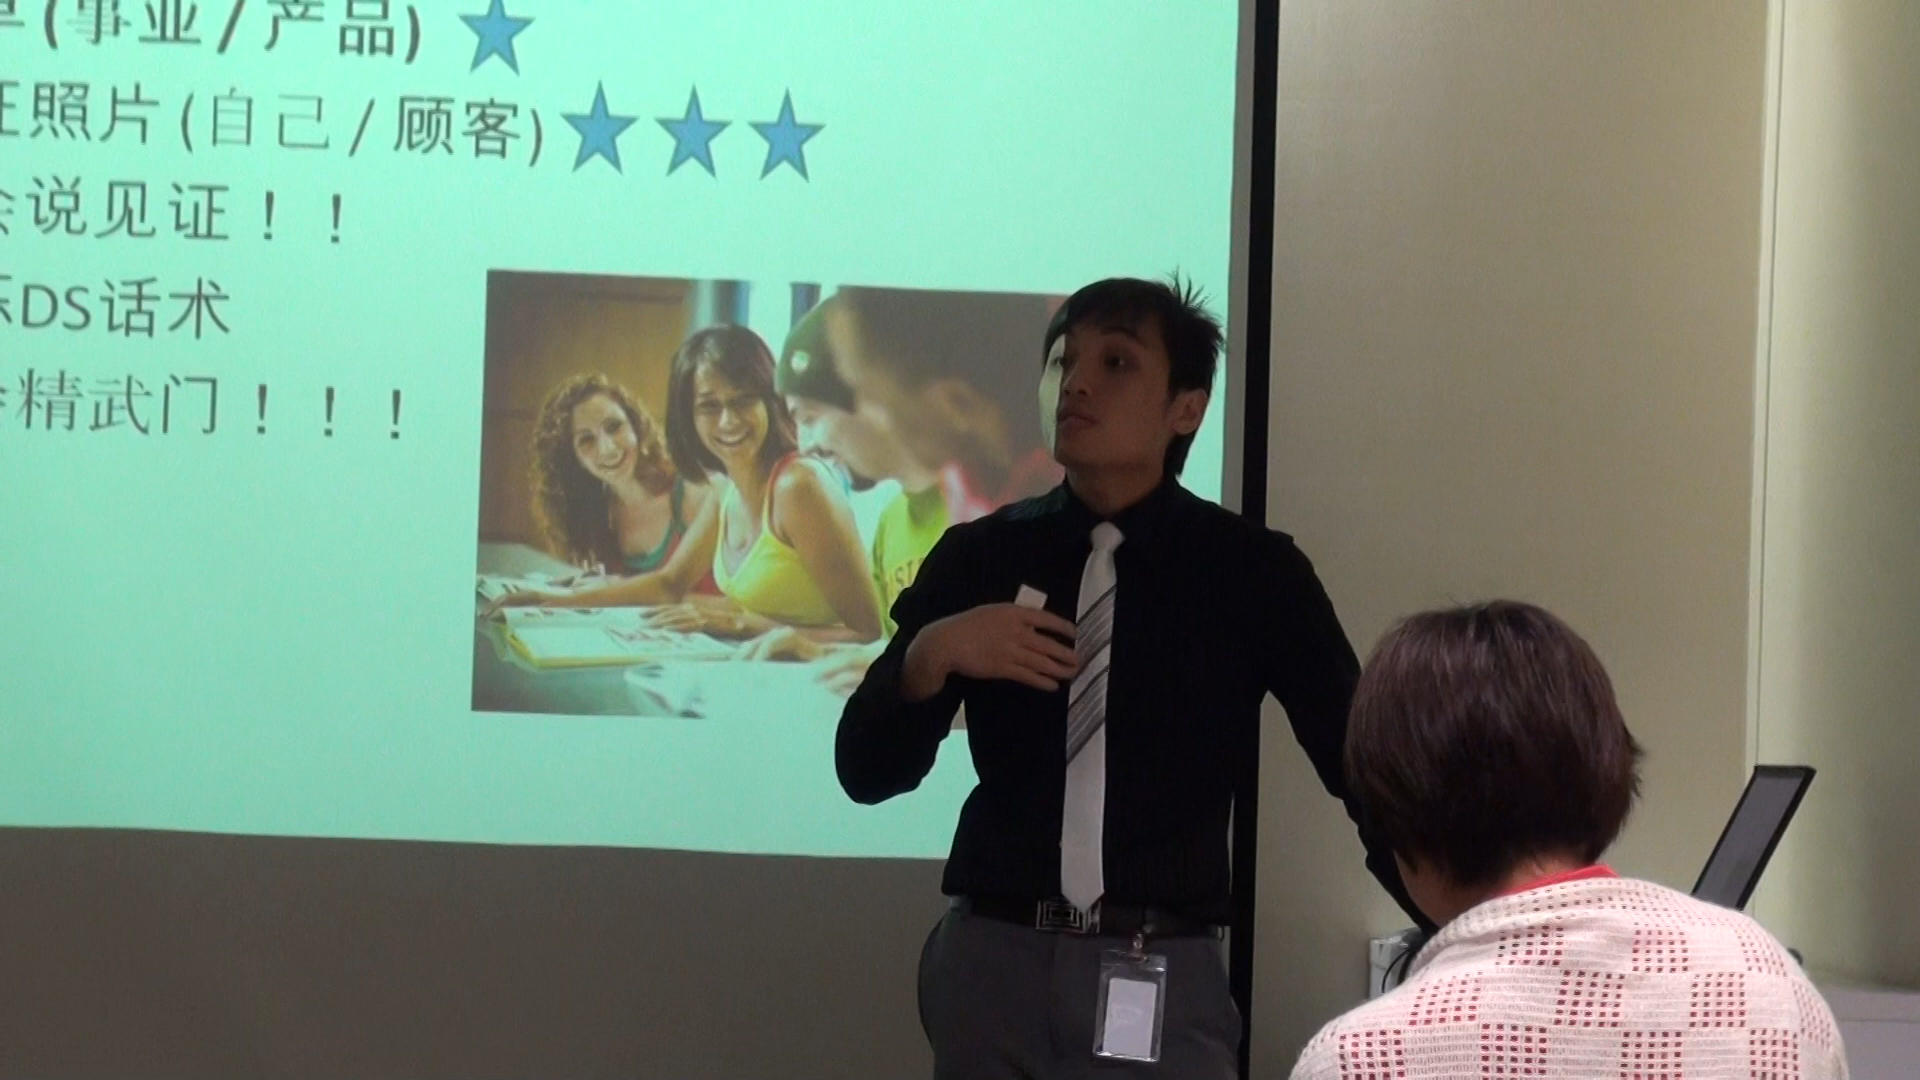 (事业/产品)
照片(自己/顾客)
说见证！！
DS话术
精武门！！！